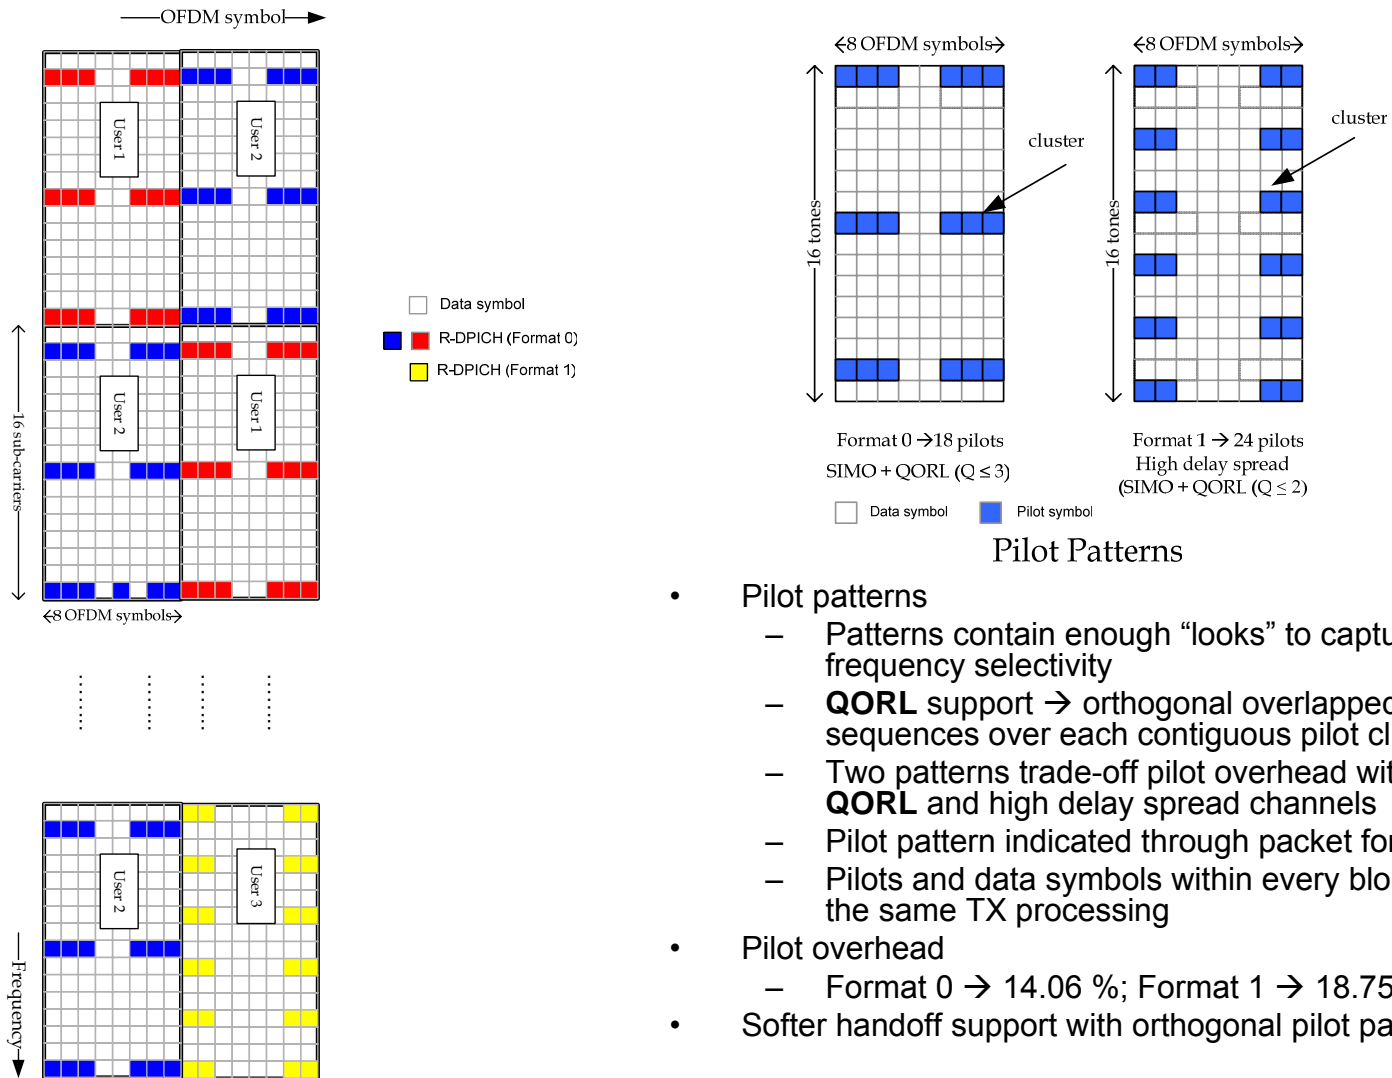 OFDM symbol
User 1
User 2
User 2
User 1
16 sub-carriers
8 OFDM symbols
User 2
User 3
Frequency
Data symbol
R-DPICH (Format 0)
R-DPICH (Format 1)
8 OFDM symbols
8 OFDM symbols
cluster
cluster
16 tones
16 tones
Format 0 → 18 pilots
SIMO + QORL (Q ≤ 3)
Format 1 → 24 pilots
High delay spread
(SIMO + QORL (Q ≤ 2)
Data symbol
Pilot symbol
Pilot Patterns
• Pilot patterns
– Patterns contain enough “looks” to captu
frequency selectivity
– QORL support → orthogonal overlapped
sequences over each contiguous pilot cl
– Two patterns trade-off pilot overhead wit
QORL and high delay spread channels
– Pilot pattern indicated through packet for
– Pilots and data symbols within every blo
the same TX processing
• Pilot overhead
– Format 0 → 14.06 %; Format 1 → 18.75
• Softer handoff support with orthogonal pilot pa